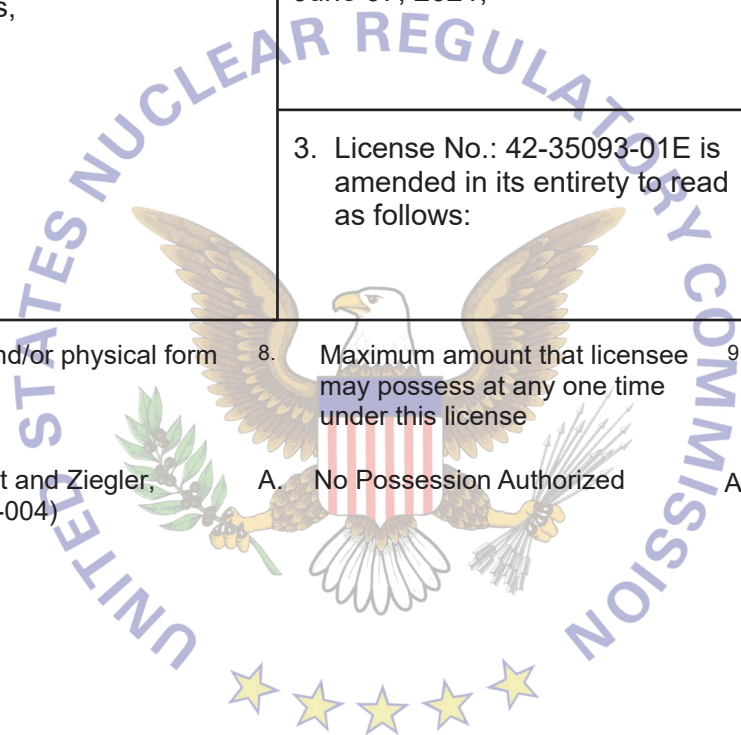 s,
3. License No.: 42-35093-01E is
amended in its entirety to read
as follows:
nd/or physical form
8. Maximum amount that licensee
may possess at any one time
under this license
9
t and Ziegler,
-004)
A. No Possession Authorized
A
UNITED STATES NUCLEAR REGULATORY COMMISSION